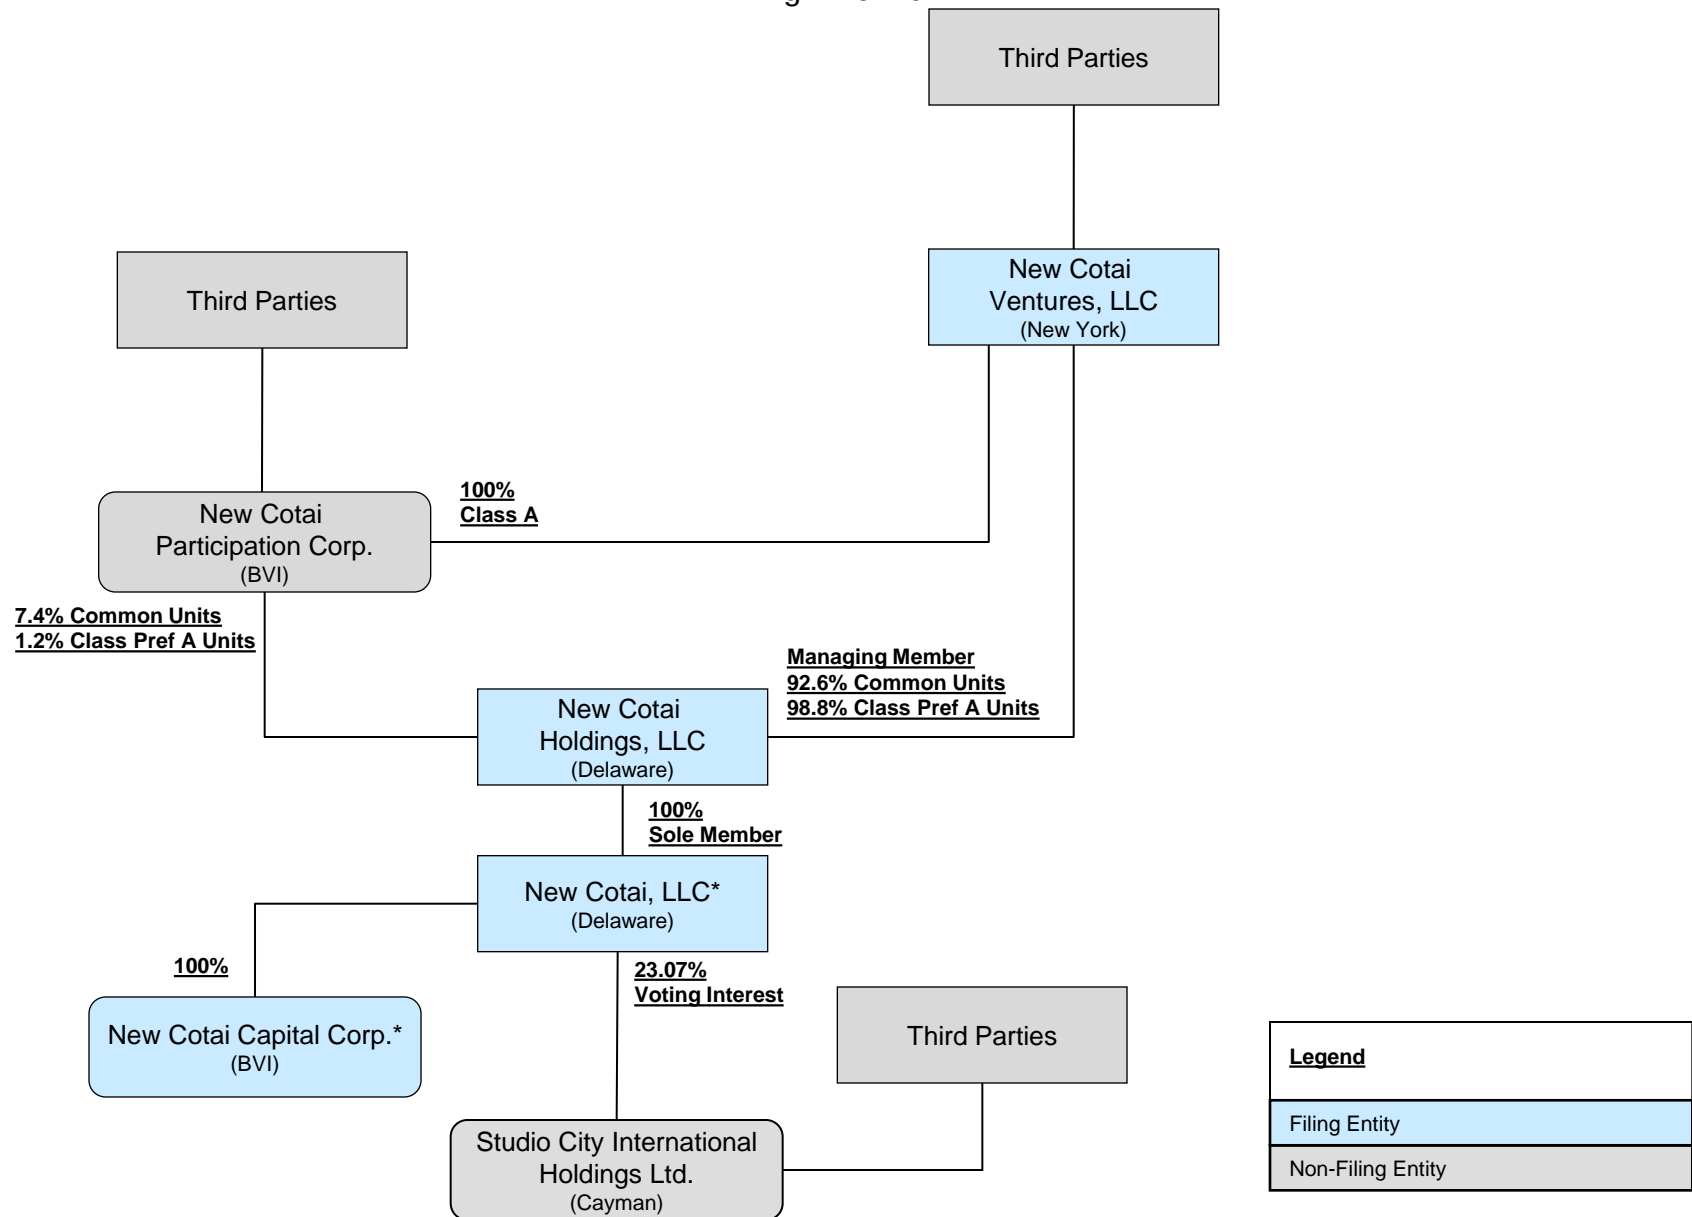 Third Parties
New Cotai
Ventures, LLC
(New York)
Third Parties
100%
Class A
New Cotai
Participation Corp.
(BVI)
7.4% Common Units
1.2% Class Pref A Units
Managing Member
92.6% Common Units
98.8% Class Pref A Units
New Cotai
Holdings, LLC
(Delaware)
100%
Sole Member
New Cotai, LLC*
(Delaware)
100%
23.07%
Voting Interest
New Cotai Capital Corp.*
(BVI)
Third Parties
Studio City International
Holdings Ltd.
(Cayman)
Legend
Filing Entity
Non-Filing Entity